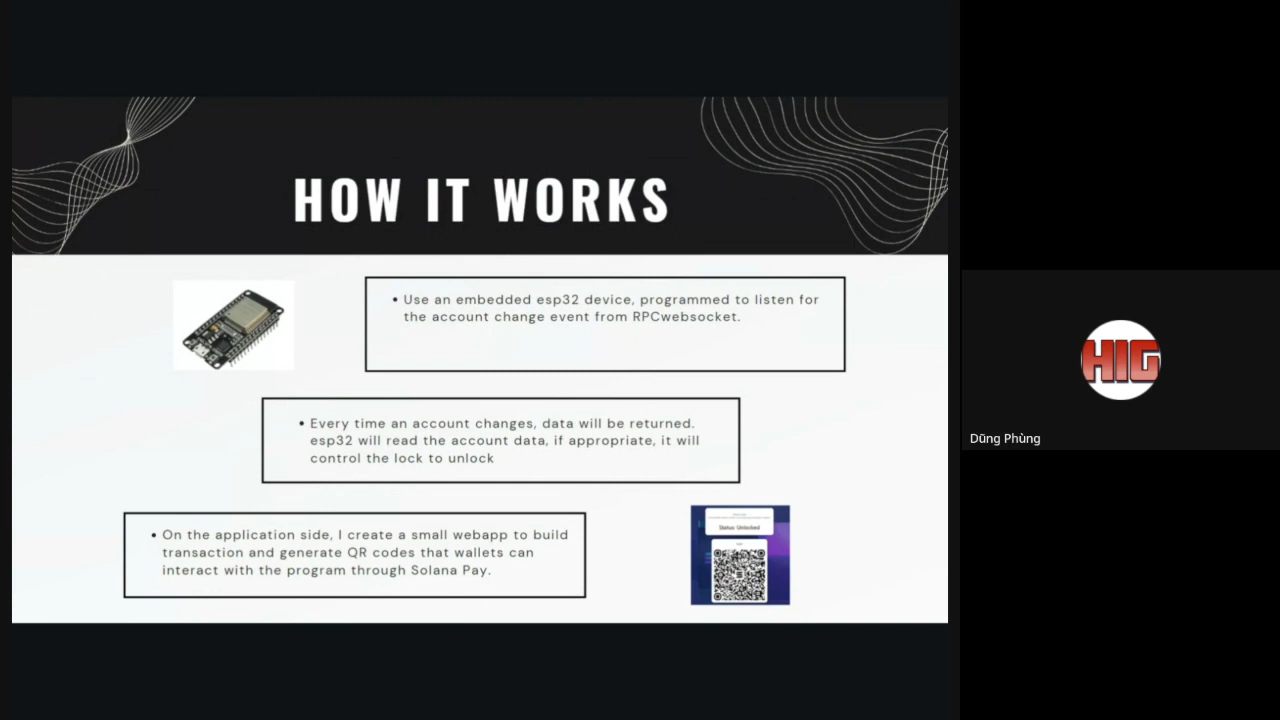 HOW IT WORKS
• Use an embedded esp32 device, programmed to listen for
the account change event from RPCwebsocket.
• Every time an account changes, data will be returned.
esp32 will read the account data, if appropriate, it will
control the lock to unlock
• On the application side, I create a small webapp to build
transaction and generate QR codes that wallets can
interact with the program through Solana Pay.
Status: Unlocked
HIG
Dũng Phùng